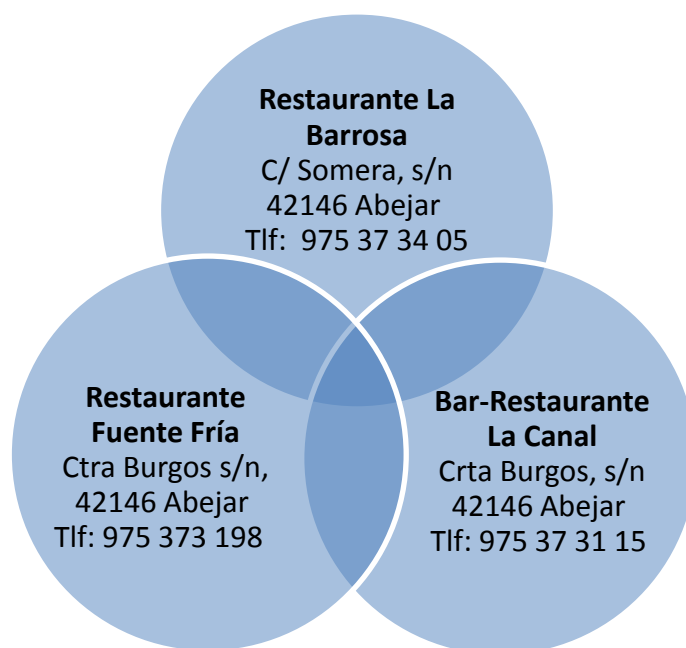 Restaurante La
Barrosa
C/ Somera, s/n
42146 Abejar
Tlf:  975 37 34 05
Restaurante
Fuente Fría
Ctra Burgos s/n,
42146 Abejar
Tlf: 975 373 198
Bar-Restaurante
La Canal
Crta Burgos, s/n
42146 Abejar
Tlf: 975 37 31 15